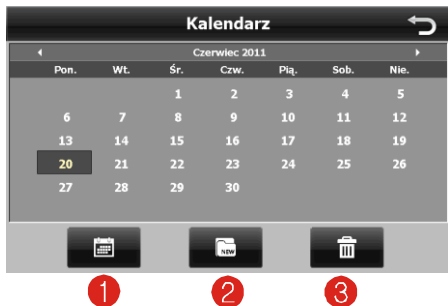 Kalendarz
Czerwiec 2011
Pon. Wt. Śr. Czw. Pią. Sob. Nie.
1 2 3 4 5
6 7 8 9 10 11 12
13 14 15 16 17 18 19
20 21 22 23 24 25 26
27 28 29 30
NEW
1 2 3